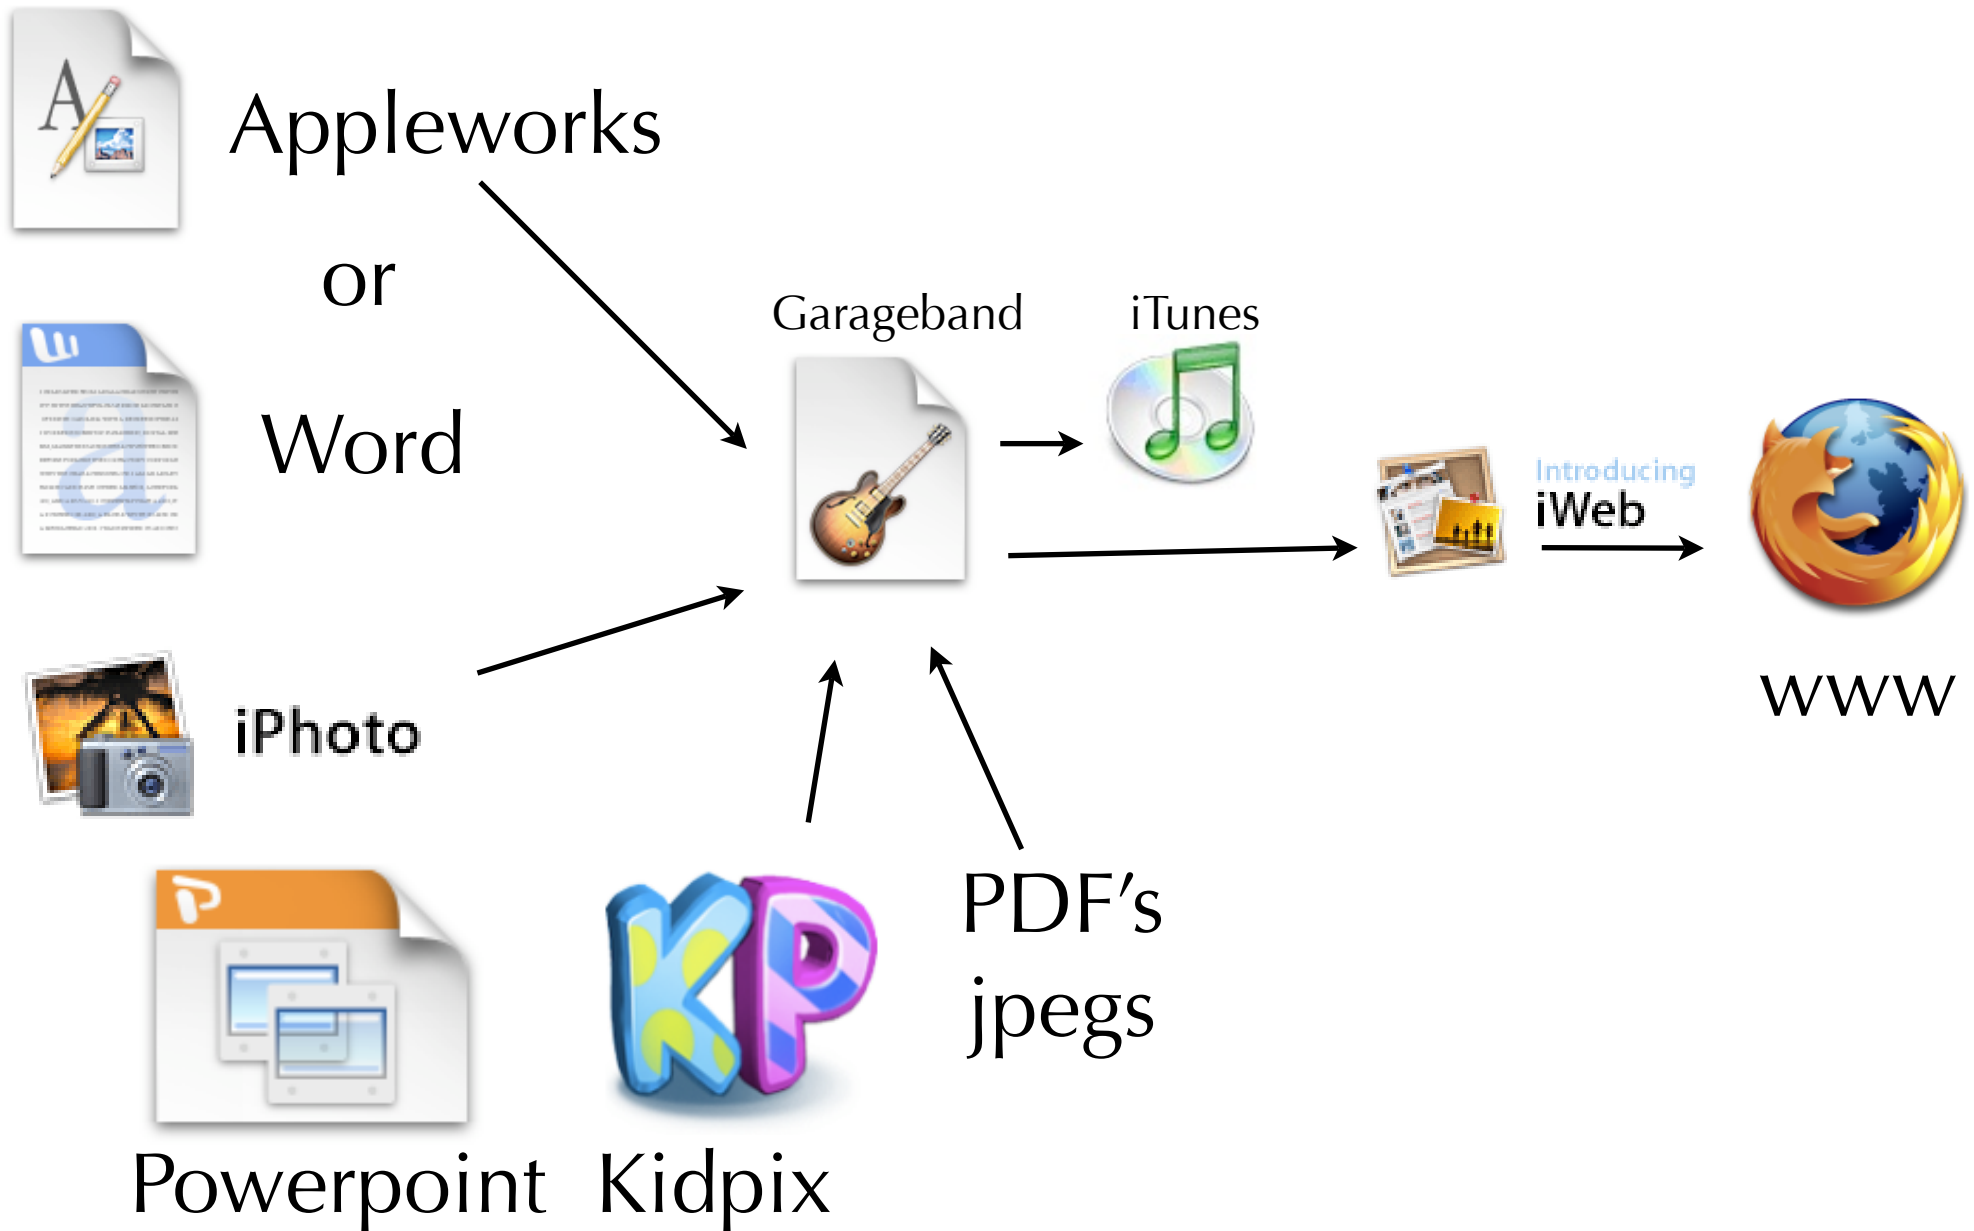 Appleworks
or
Word
Garageband
iTunes
Introducing
iWeb
www
iPhoto
PDF's
jpegs
Powerpoint
Kidpix